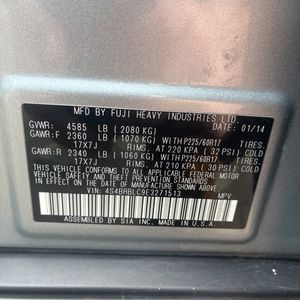 MFD BY FUJI HEAVY INDUSTRIES LTD.
GVWR: 4585 LB (2080 KG) DATE: 01/14
GAWR:F 2360 LB (1070 KG) WITH P225/60R17 TIRES.
17X7J RIMS. AT 220 KPA (32 PSI) COLD
GAWR:R 2340 LB (1060 KG) WITH P225/60R17 TIRES.
17X7J RIMS. AT 210 KPA (30 PSI) COLD
THIS VEHICLE CONFORMS TO ALL APPLICABLE FEDERAL MOTOR
VEHICLE SAFETY
STANDARDS IN EFFECT ON THE DATE OF
MANUFACTURE SHOWN ABOVE.
VIN: 4S4BRBLC9E3271513 MPV
ASSEMBLED BY SIA INC. MADE IN U.S.A.